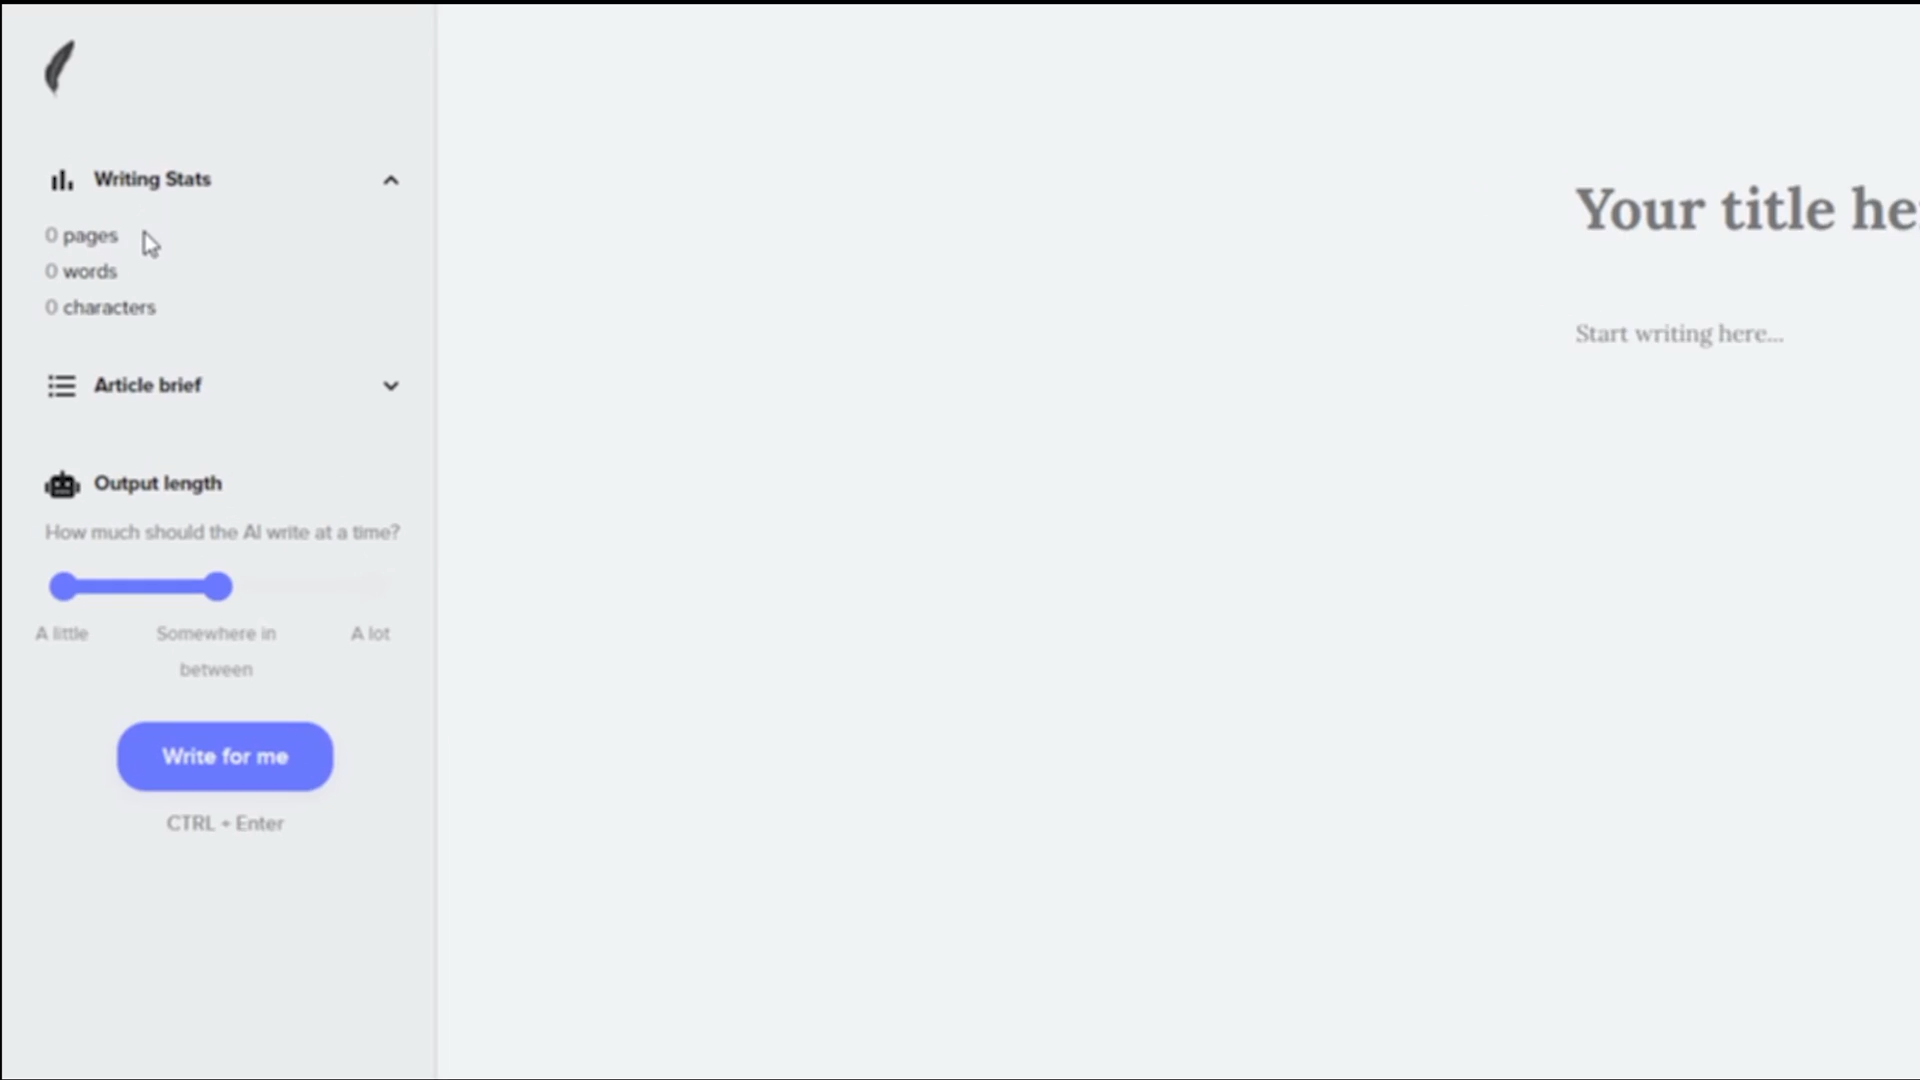 Writing Stats
0 pages
0 words
0 characters
Article brief
Output length
How much should the AI write at a time?
A little
Somewhere in
between
A lot
Write for me
CTRL + Enter
Your title he
Start writing here...